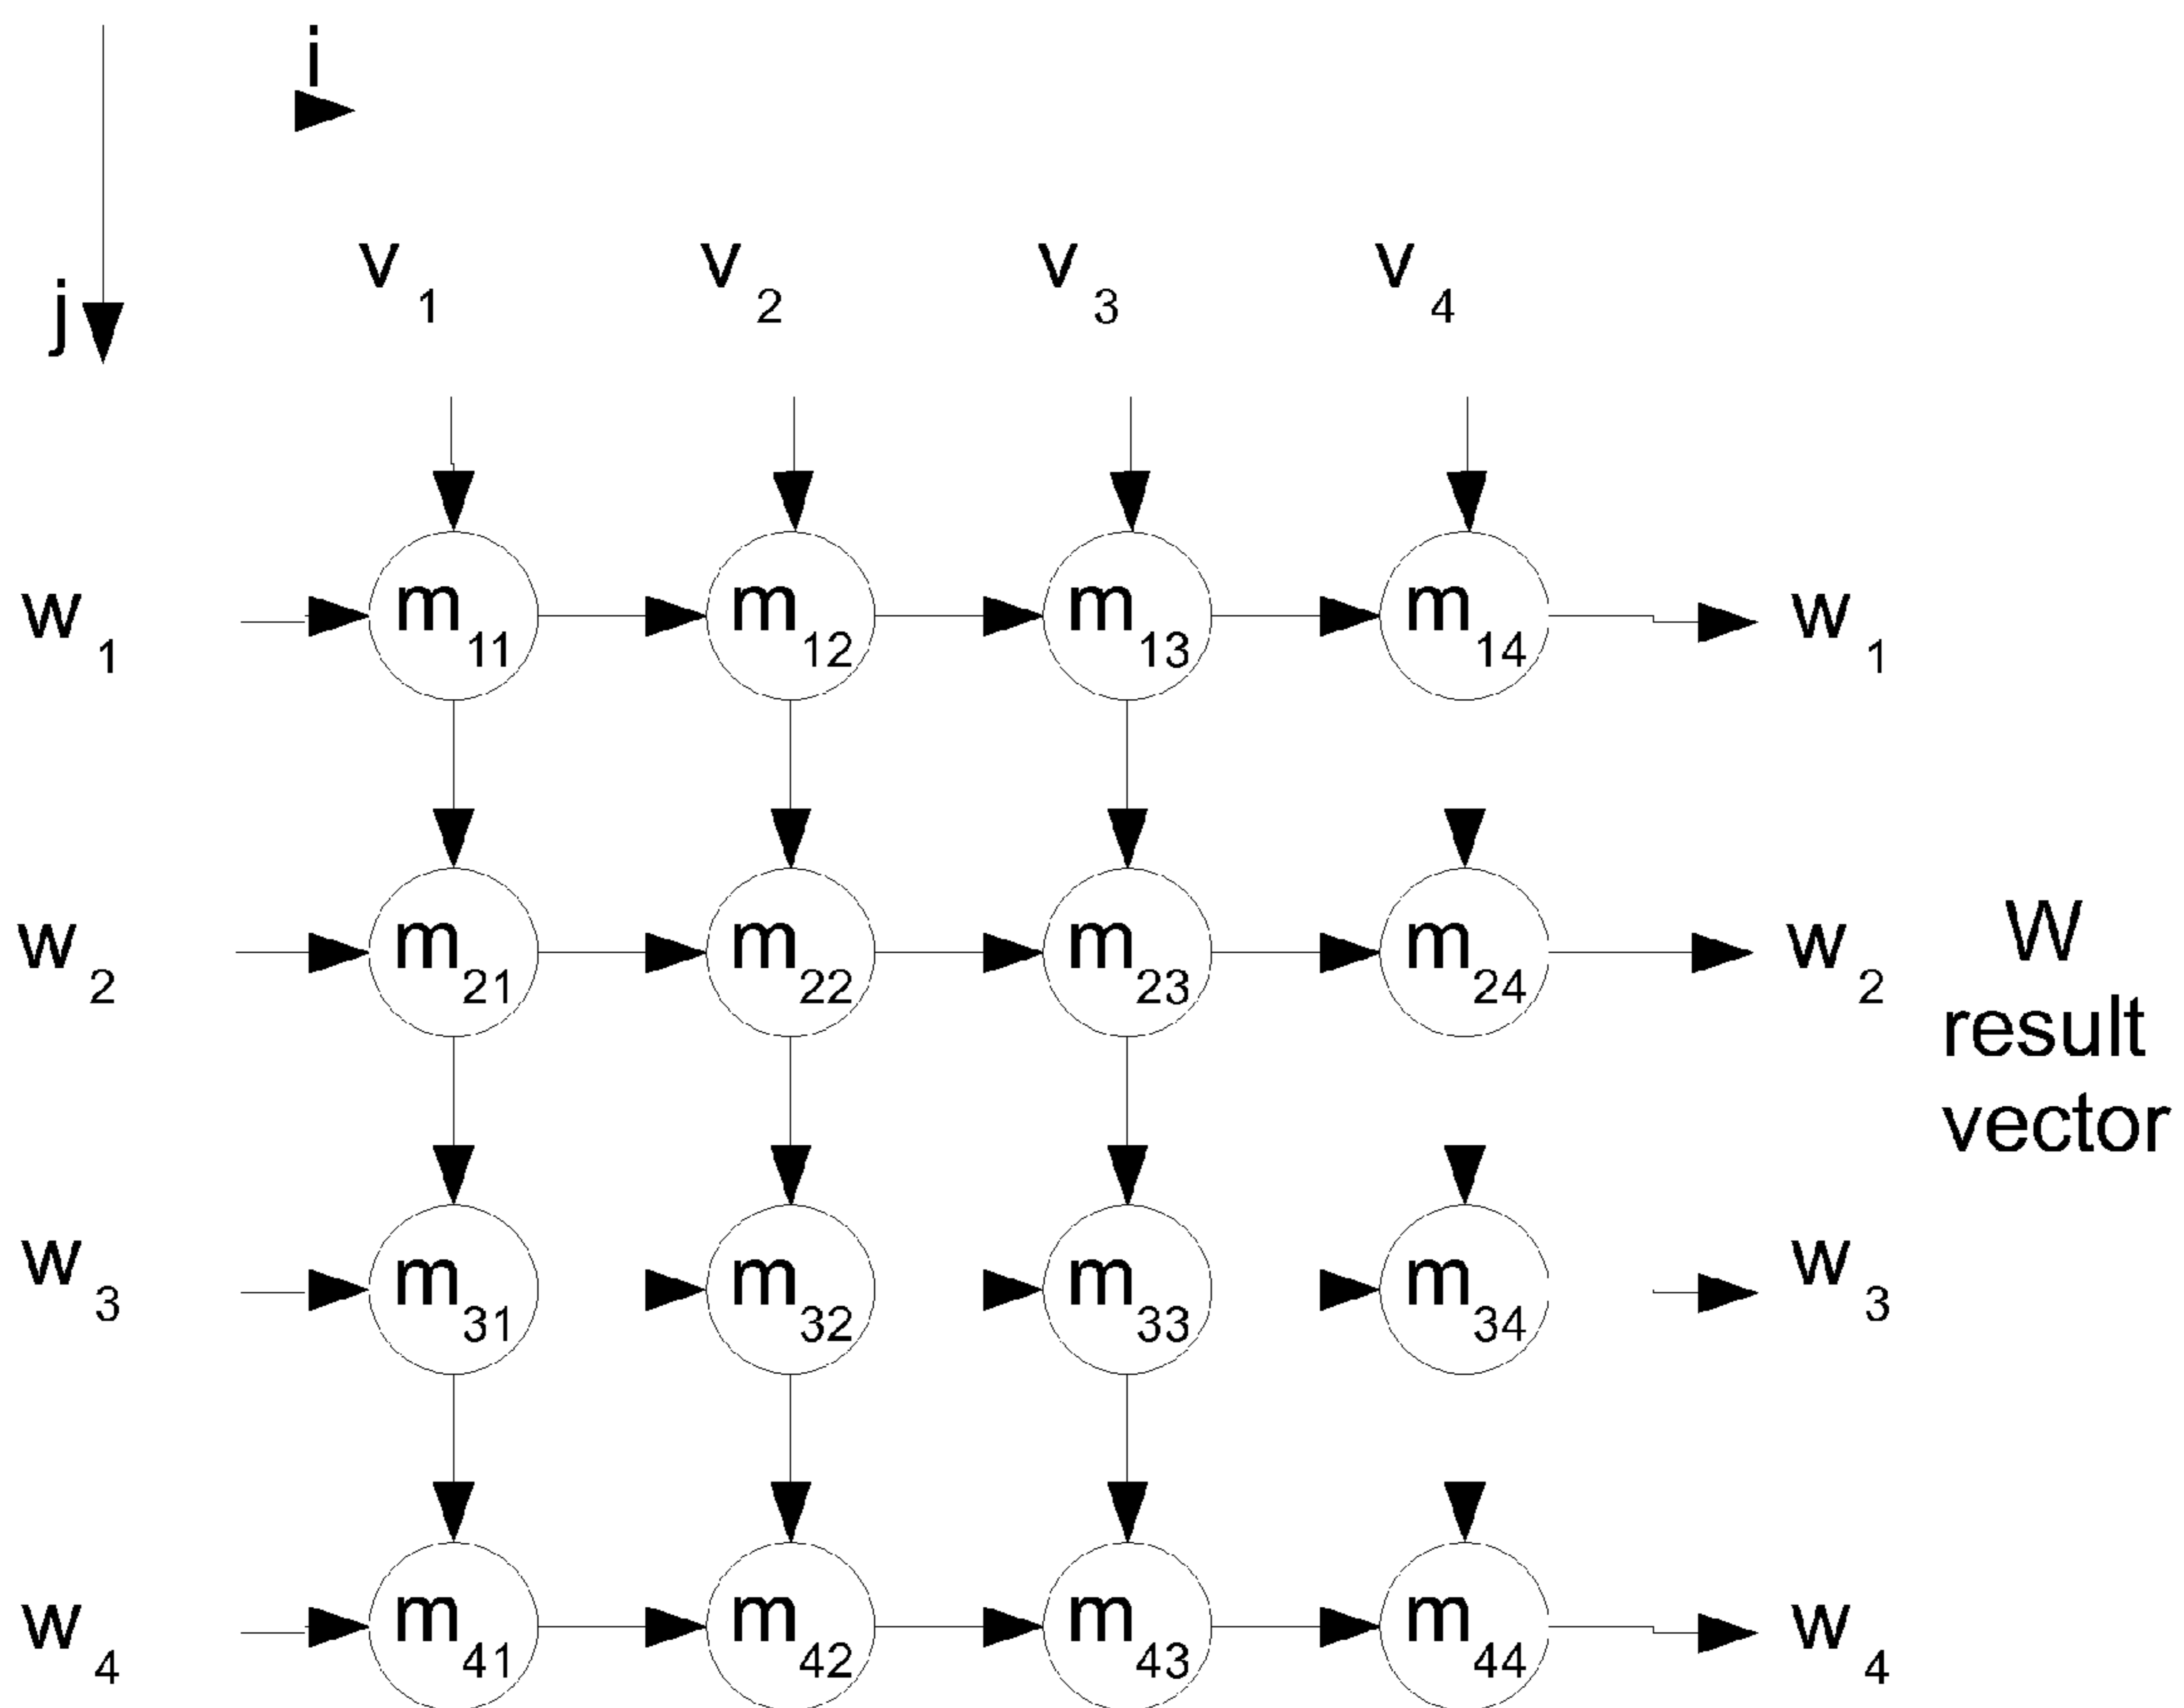 i
j
v 1 v 2 v 3 v 4
w 1 m 11 m 12 m 13 m 14 w 1
w 2 m 21 m 22 m 23 m 24 w 2 W
result
vector
w 3 m 31 m 32 m 33 m 34 w 3
w 4 m 41 m 42 m 43 m 44 w 4